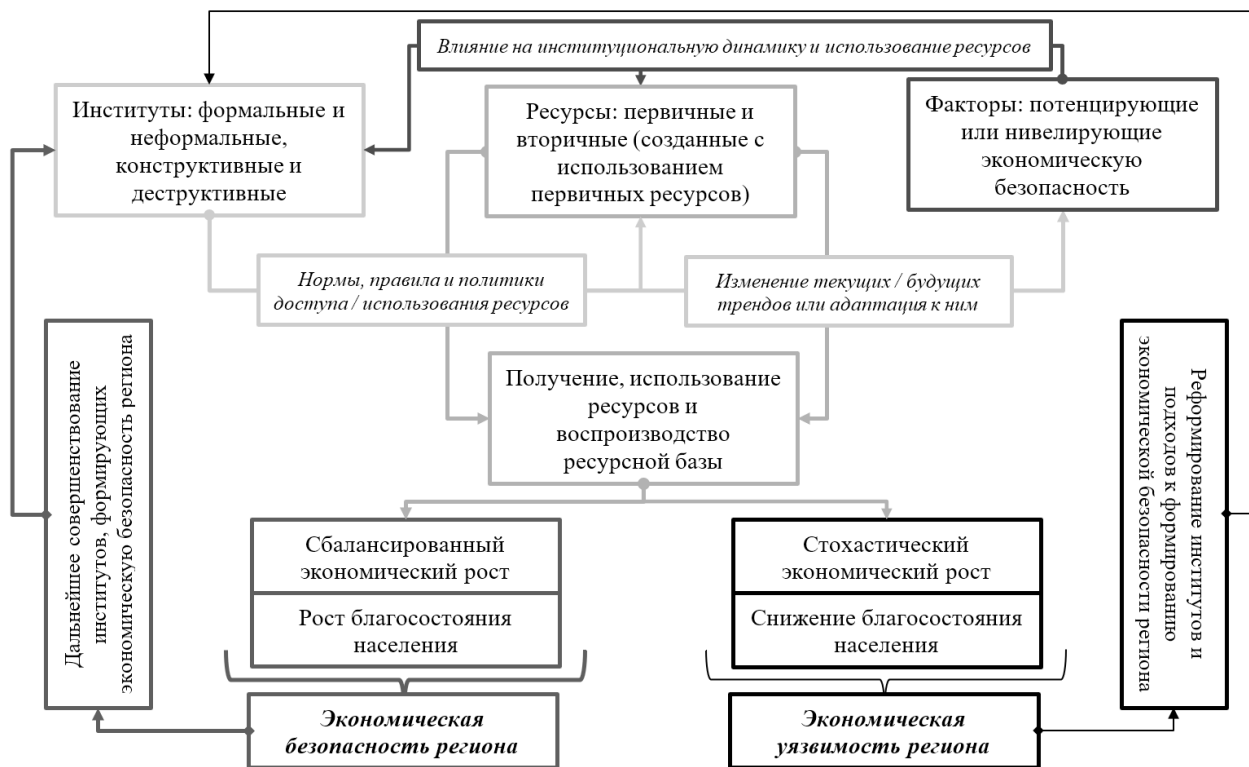 Влияние на институциональную динамику и использование ресурсов
Институты: формальные и
неформальные,
конструктивные и
деструктивные
Ресурсы: первичные и
вторичные (созданные с
использованием
первичных ресурсов)
Факторы: потенцирующие
или нивелирующие
экономическую
безопасность
Нормы, правила и политики
доступа / использования ресурсов
Изменение текущих / будущих
трендов или адаптация к ним
Дальнейшее совершенствование
институтов, формирующих
экономическую безопасность региона
Получение, использование
ресурсов и
воспроизводство
ресурсной базы
Реформирование институтов и
подходов к формированию
экономической безопасности региона
Сбалансированный
экономический рост
Рост благосостояния
населения
Стохастический
экономический рост
Снижение благосостояния
населения
Экономическая
безопасность региона
Экономическая
уязвимость региона